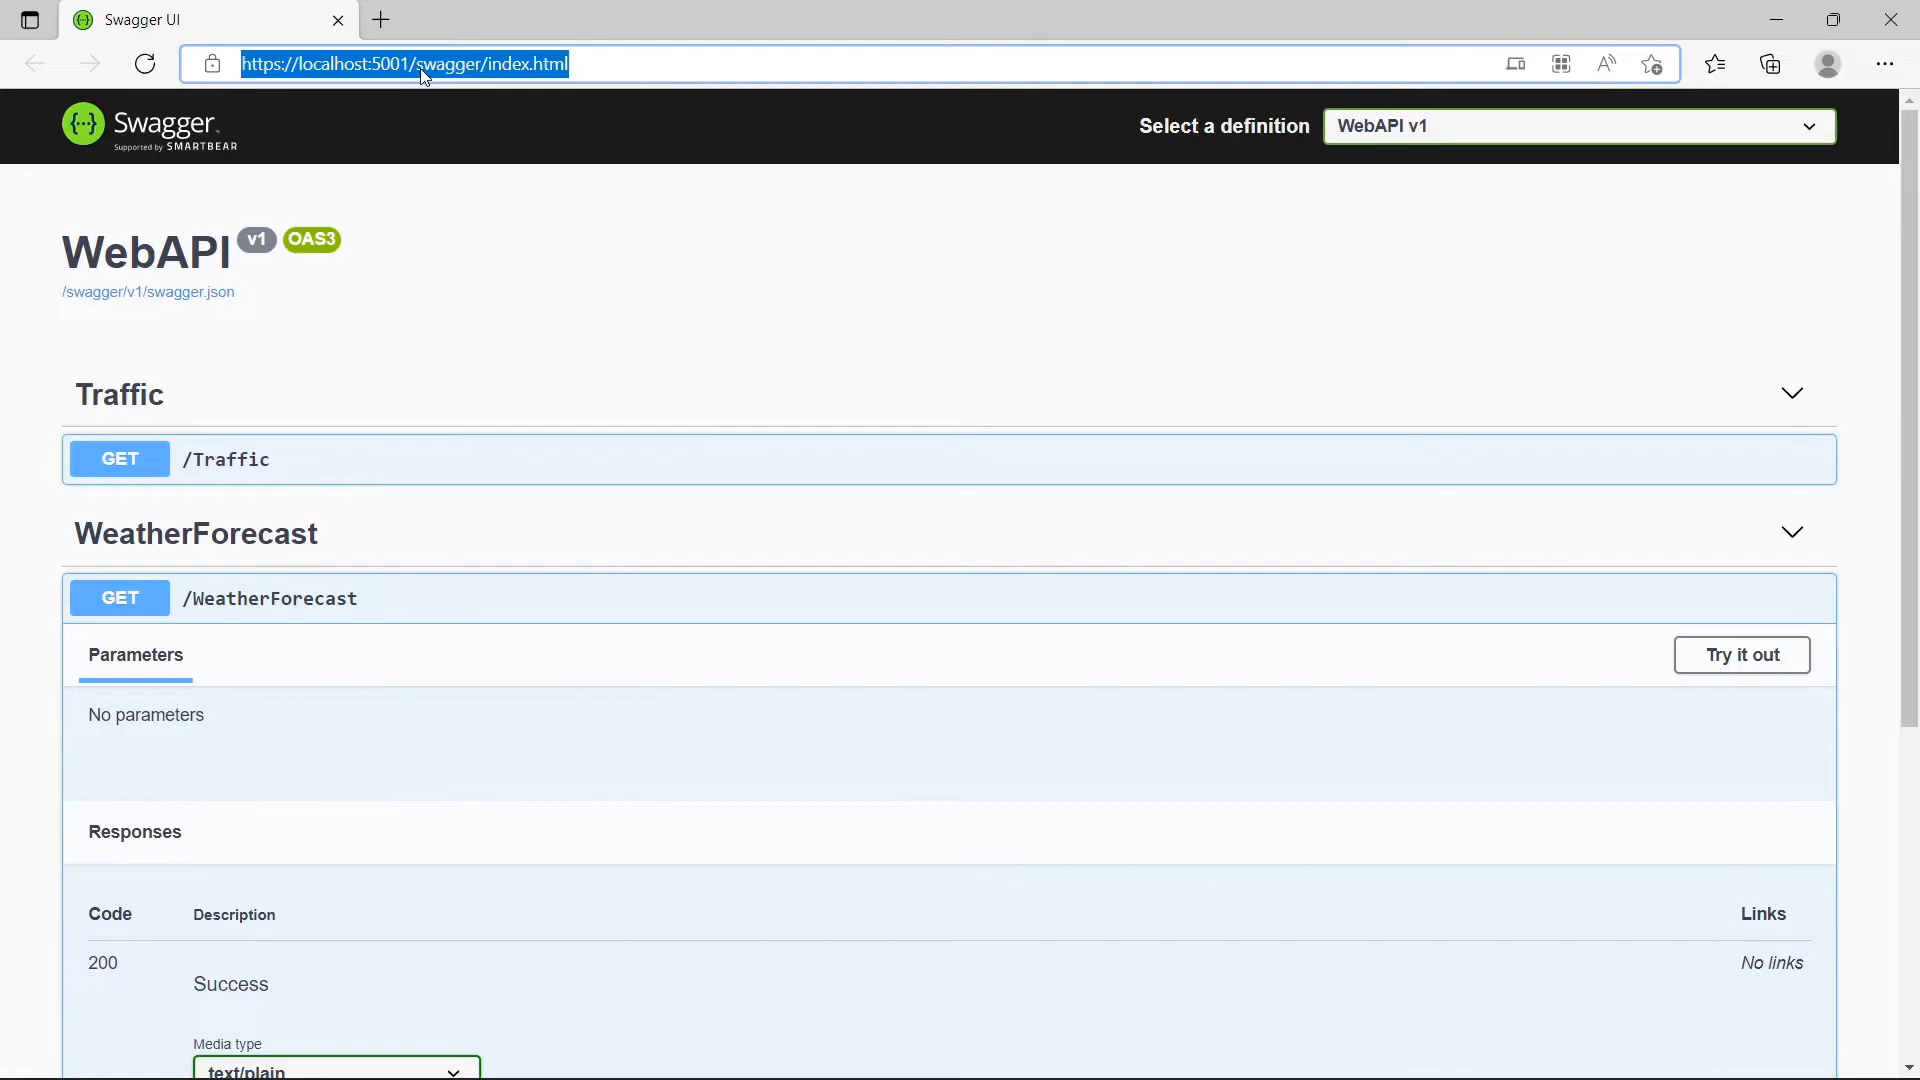 Swagger UI
https://localhost:5001/swagger/index.html
Swagger
Supported by SMARTBEAR
Select a definition
WebAPI v1
WebAPI v1 OAS3
/swagger/v1/swagger.json
Traffic
GET /Traffic
WeatherForecast
GET /WeatherForecast
Parameters
Try it out
No parameters
Responses
Code Description Links
200
Success
No links
Media type
text/plain